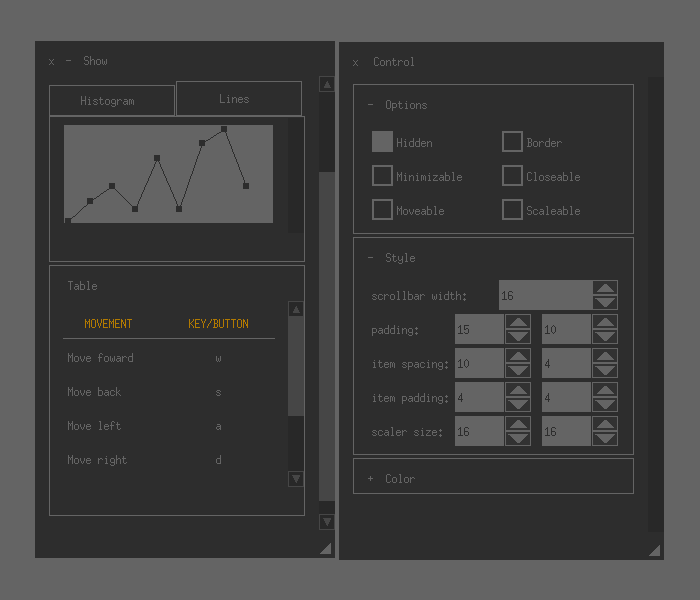 x - Show
Histogram Lines
Table
MOVEMENT KEY/BUTTON
Move foward w
Move back s
Move left a
Move right d
x Control
- Options
Hidden Border
Minimizable Closeable
Moveable Scaleable
- Style
scrollbar width: 16
padding: 15 10
item spacing: 10 4
item padding: 4 4
scaler size: 16 16
+ Color